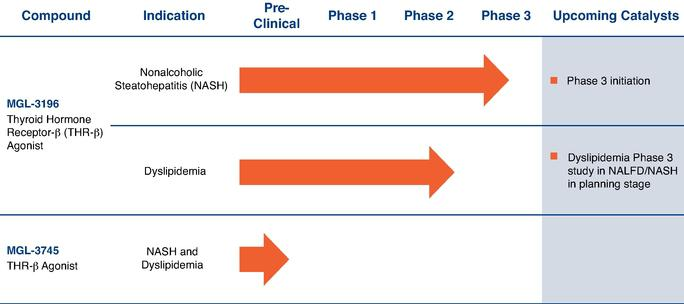 Compound
Indication
Pre-
Clinical
Phase 1
Phase 2
Phase 3
Upcoming Catalysts
MGL-3196
Thyroid Hormone
Receptor-β (THR-β)
Agonist
Nonalcoholic
Steatohepatitis (NASH)
Phase 3 initiation
Dyslipidemia
Dyslipidemia Phase 3
study in NALFD/NASH
in planning stage
MGL-3745
THR-β Agonist
NASH and
Dyslipidemia